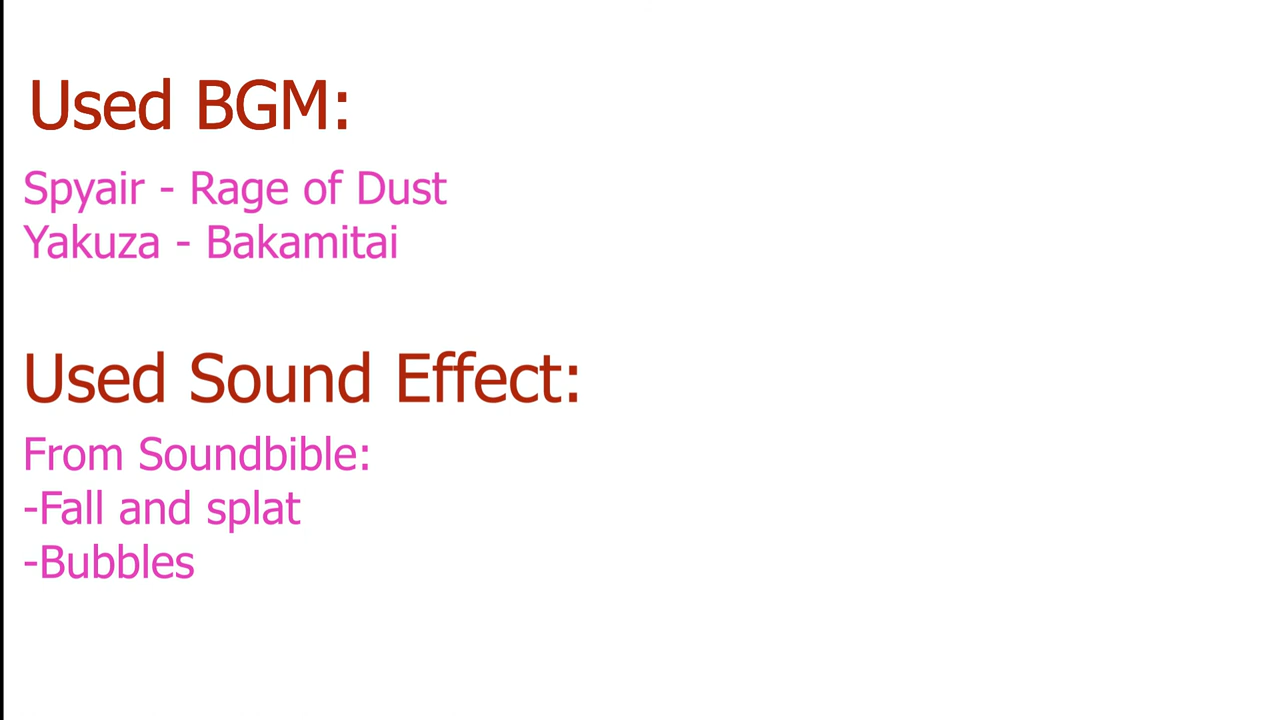 Used BGM:
Spyair - Rage of Dust
Yakuza - Bakamitai
Used Sound Effect:
From Soundbible:
-Fall and splat
-Bubbles